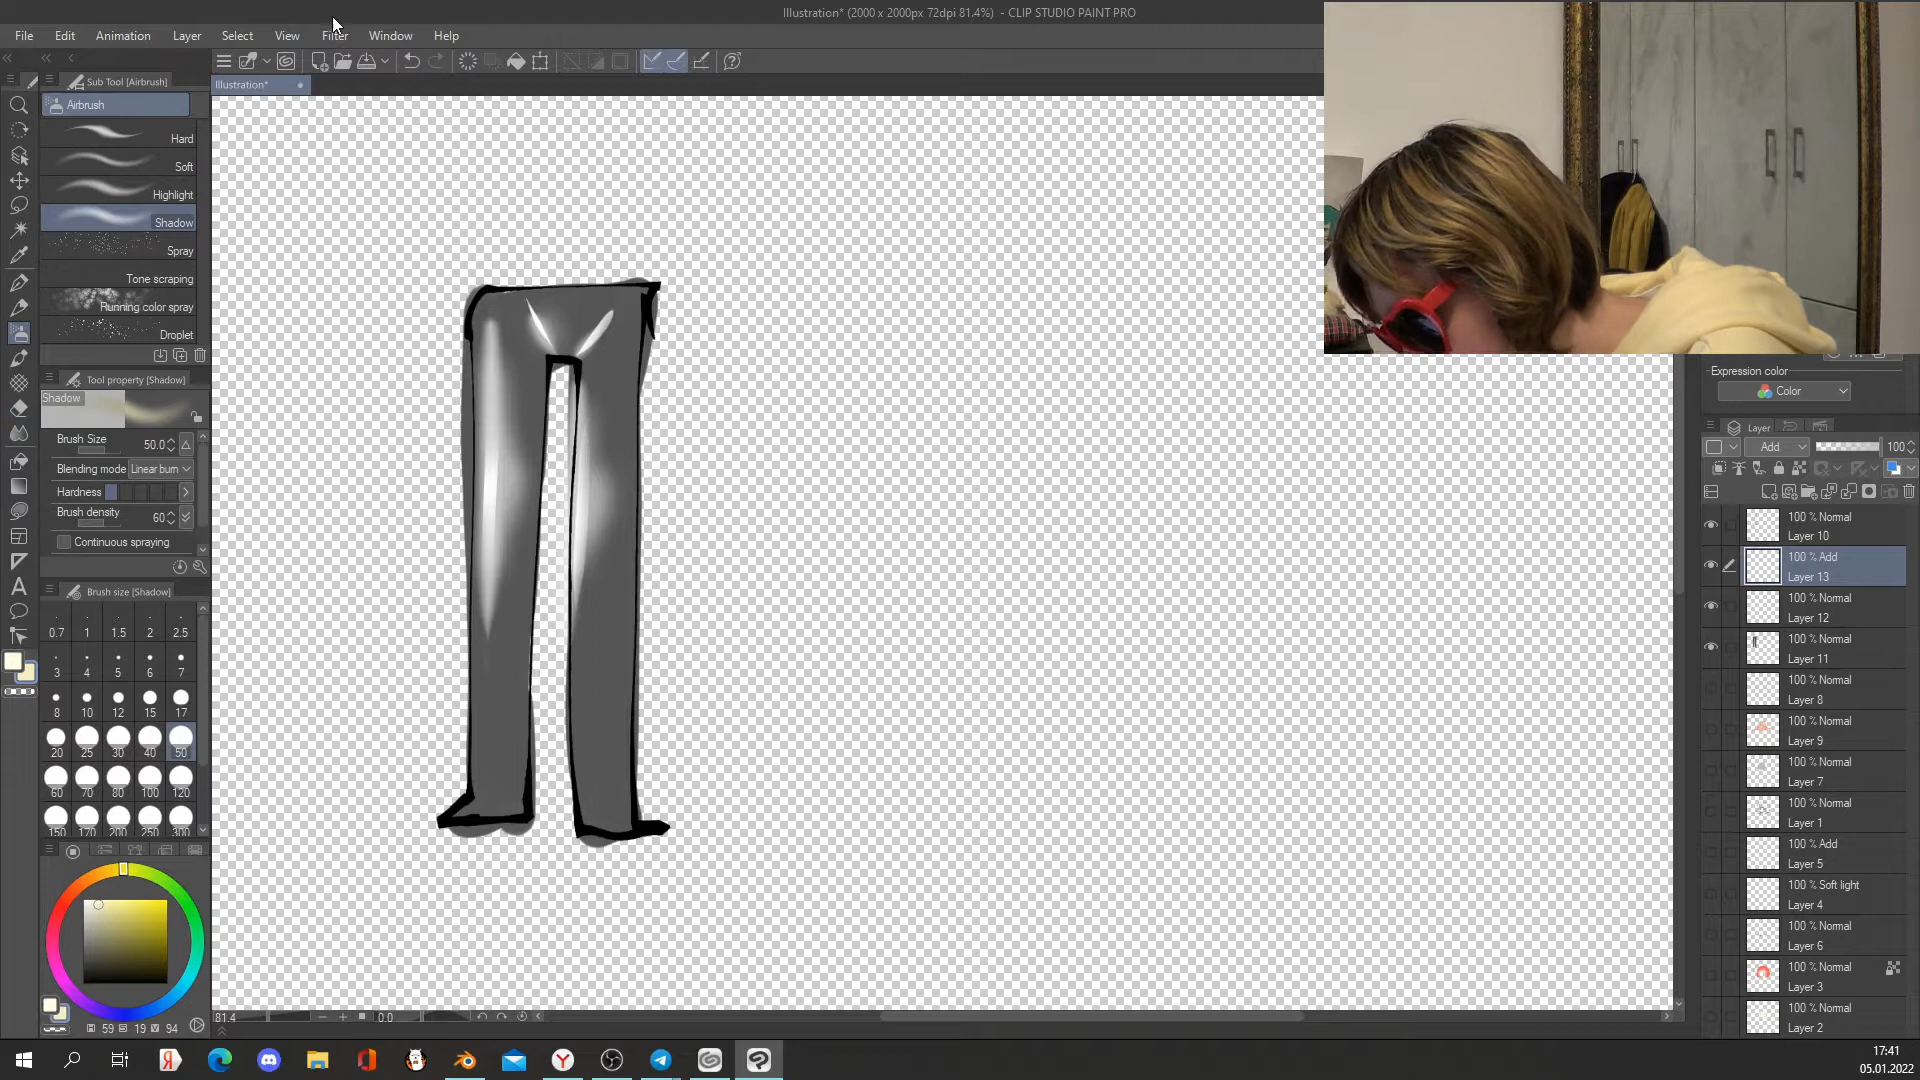 Illustration* (2000 x 2000px 72dpi 81.4%) - CLIP STUDIO PAINT PRO
File Edit Animation Layer Select View Filter Window Help
Sub Tool [Airbrush]
Illustration*
Airbrush
Hard
Soft
Highlight
Shadow
Spray
Tone scraping
Running color spray
Droplet
Tool property [Shadow]
Shadow
Brush Size 50.0
Blending mode Linear burn
Hardness
Brush density 60
Continuous spraying
Brush size [Shadow]
0.7 1 1.5 2 2.5
3 4 5 6 7
8 10 12 15 17
20 25 30 40 50
60 70 80 100 120
150 170 200 250 300
H 59 S 19 V 94
81.4 0.0
Expression color
Color
Layer
Add 100
100 % Normal
Layer 10
100 % Add
Layer 13
100 % Normal
Layer 12
100 % Normal
Layer 11
100 % Normal
Layer 8
100 % Normal
Layer 9
100 % Normal
Layer 7
100 % Normal
Layer 1
100 % Add
Layer 5
100 % Soft light
Layer 4
100 % Normal
Layer 6
100 % Normal
Layer 3
100 % Normal
Layer 2
17:41
05.01.2022